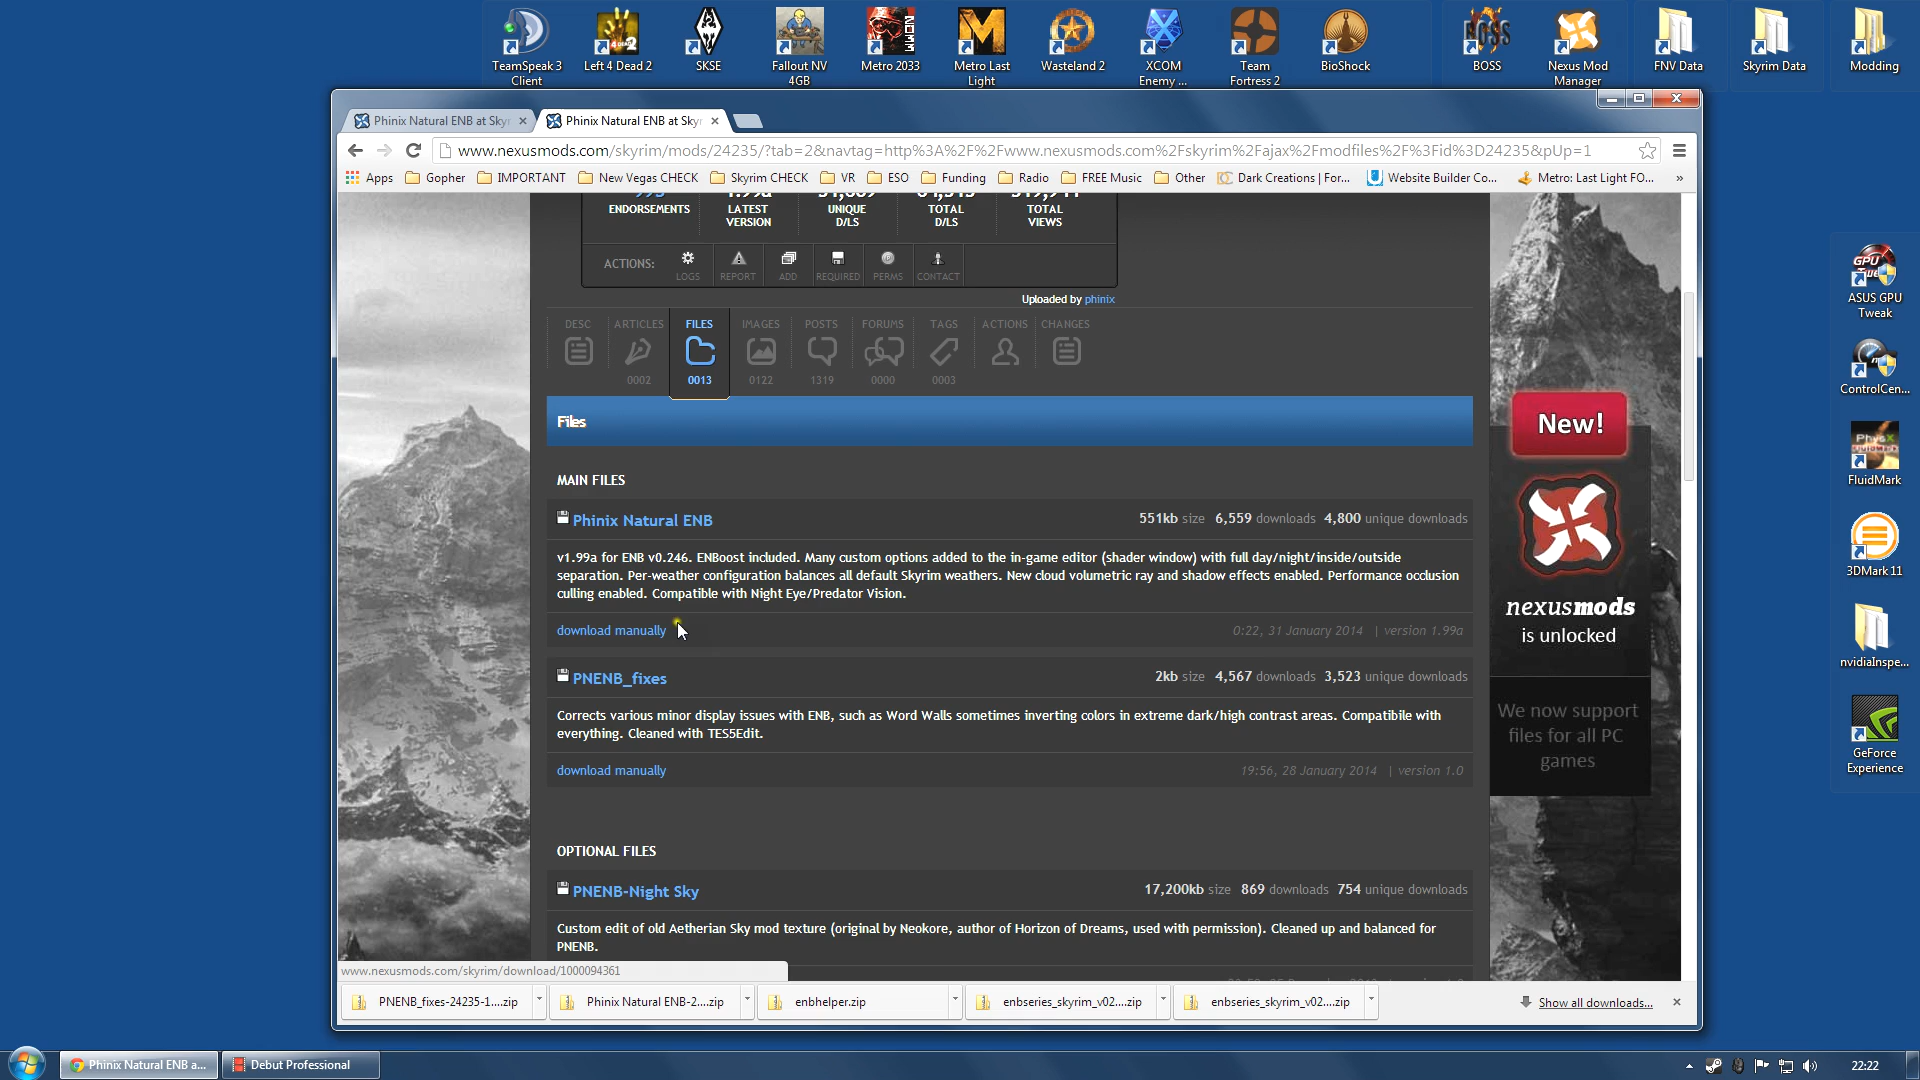 TeamSpeak 3
Client
Left 4 Dead 2
SKSE
Fallout NV
4GB
Metro 2033
Metro Last
Light
Wasteland 2
XCOM
Enemy ...
Team
Fortress 2
BioShock
BOSS
Nexus Mod
Manager
FNV Data
Skyrim Data
Modding
Phinix Natural ENB at Sky
Phinix Natural ENB at Sky
www.nexusmods.com/skyrim/mods/24235/?tab=2&navtag=http%3A%2F%2Fwww.nexusmods.com%2Fskyrim%2Fajax%2Fmodfiles%2F%3Fid%3D24235&pUp=1
Apps
Gopher
IMPORTANT
New Vegas CHECK
Skyrim CHECK
VR
ESO
Funding
Radio
FREE Music
Other
Dark Creations | For...
Website Builder Co...
Metro: Last Light FO...
»
ENDORSEMENTS
LATEST
VERSION
UNIQUE
D/LS
TOTAL
D/LS
TOTAL
VIEWS
ACTIONS:
LOGS
REPORT
ADD
REQUIRED
PERMS
CONTACT
Uploaded by phinix
DESC
ARTICLES
0002
FILES
0013
IMAGES
0122
POSTS
1319
FORUMS
0000
TAGS
0003
ACTIONS
CHANGES
Files
MAIN FILES
Phinix Natural ENB
551kb size 6,559 downloads 4,800 unique downloads
v1.99a for ENB v0.246. ENBoost included. Many custom options added to the in-game editor (shader window) with full day/night/inside/outside
separation. Per-weather configuration balances all default Skyrim weathers. New cloud volumetric ray and shadow effects enabled. Performance occlusion
culling enabled. Compatible with Night Eye/Predator Vision.
download manually
0:22, 31 January 2014 | version 1.99a
PNENB_fixes
2kb size 4,567 downloads 3,523 unique downloads
Corrects various minor display issues with ENB, such as Word Walls sometimes inverting colors in extreme dark/high contrast areas. Compatibile with
everything. Cleaned with TES5Edit.
download manually
19:56, 28 January 2014 | version 1.0
OPTIONAL FILES
PNENB-Night Sky
17,200kb size 869 downloads 754 unique downloads
Custom edit of old Aetherian Sky mod texture (original by Neokore, author of Horizon of Dreams, used with permission). Cleaned up and balanced for
PNENB.
www.nexusmods.com/skyrim/download/1000094361
New!
nexusmods
is unlocked
We now support
files for all PC
games
PNENB_fixes-24235-1....zip
Phinix Natural ENB-2....zip
enbhelper.zip
enbseries_skyrim_v02....zip
enbseries_skyrim_v02....zip
Show all downloads...
ASUS GPU
Tweak
ControlCen...
FluidMark
3DMark 11
nvidiaInspe...
GeForce
Experience
Phinix Natural ENB a...
Debut Professional
22:22